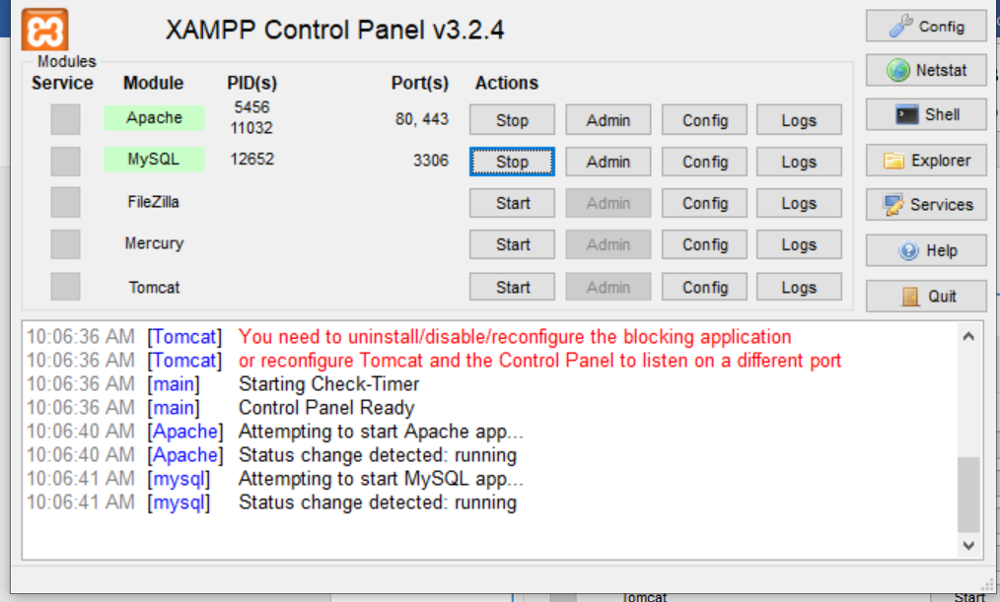 XAMPP Control Panel v3.2.4
Config
Modules
Service Module PID(s) Port(s) Actions
Netstat
Apache 5456 11032 80, 443 Stop Admin Config Logs
Shell
MySQL 12652 3306 Stop Admin Config Logs
Explorer
FileZilla Start Admin Config Logs
Services
Mercury Start Admin Config Logs
Help
Tomcat Start Admin Config Logs
Quit
10:06:36 AM [Tomcat] You need to uninstall/disable/reconfigure the blocking application
10:06:36 AM [Tomcat] or reconfigure Tomcat and the Control Panel to listen on a different port
10:06:36 AM [main] Starting Check-Timer
10:06:36 AM [main] Control Panel Ready
10:06:40 AM [Apache] Attempting to start Apache app...
10:06:40 AM [Apache] Status change detected: running
10:06:41 AM [mysql] Attempting to start MySQL app...
10:06:41 AM [mysql] Status change detected: running
Tomcat Start